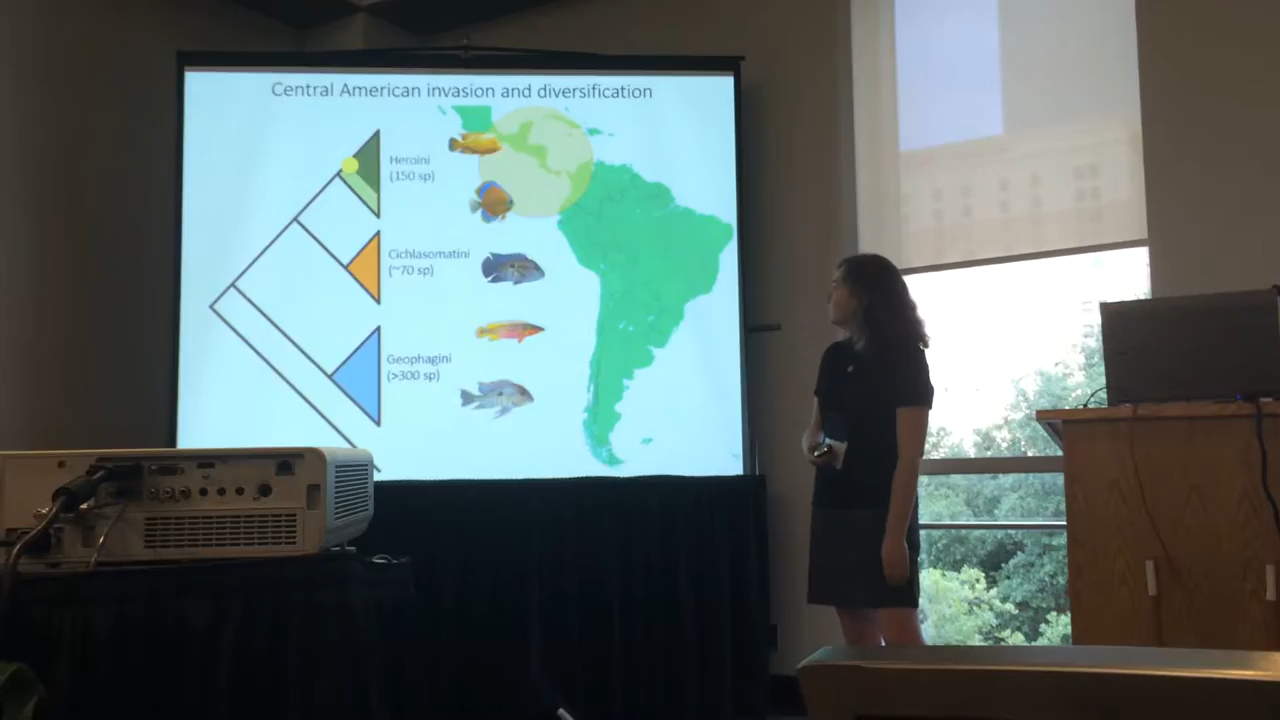 Central American invasion and diversification
Heroini
(150 sp)
Cichlasomatini
(~70 sp)
Geophagini
(>300 sp)